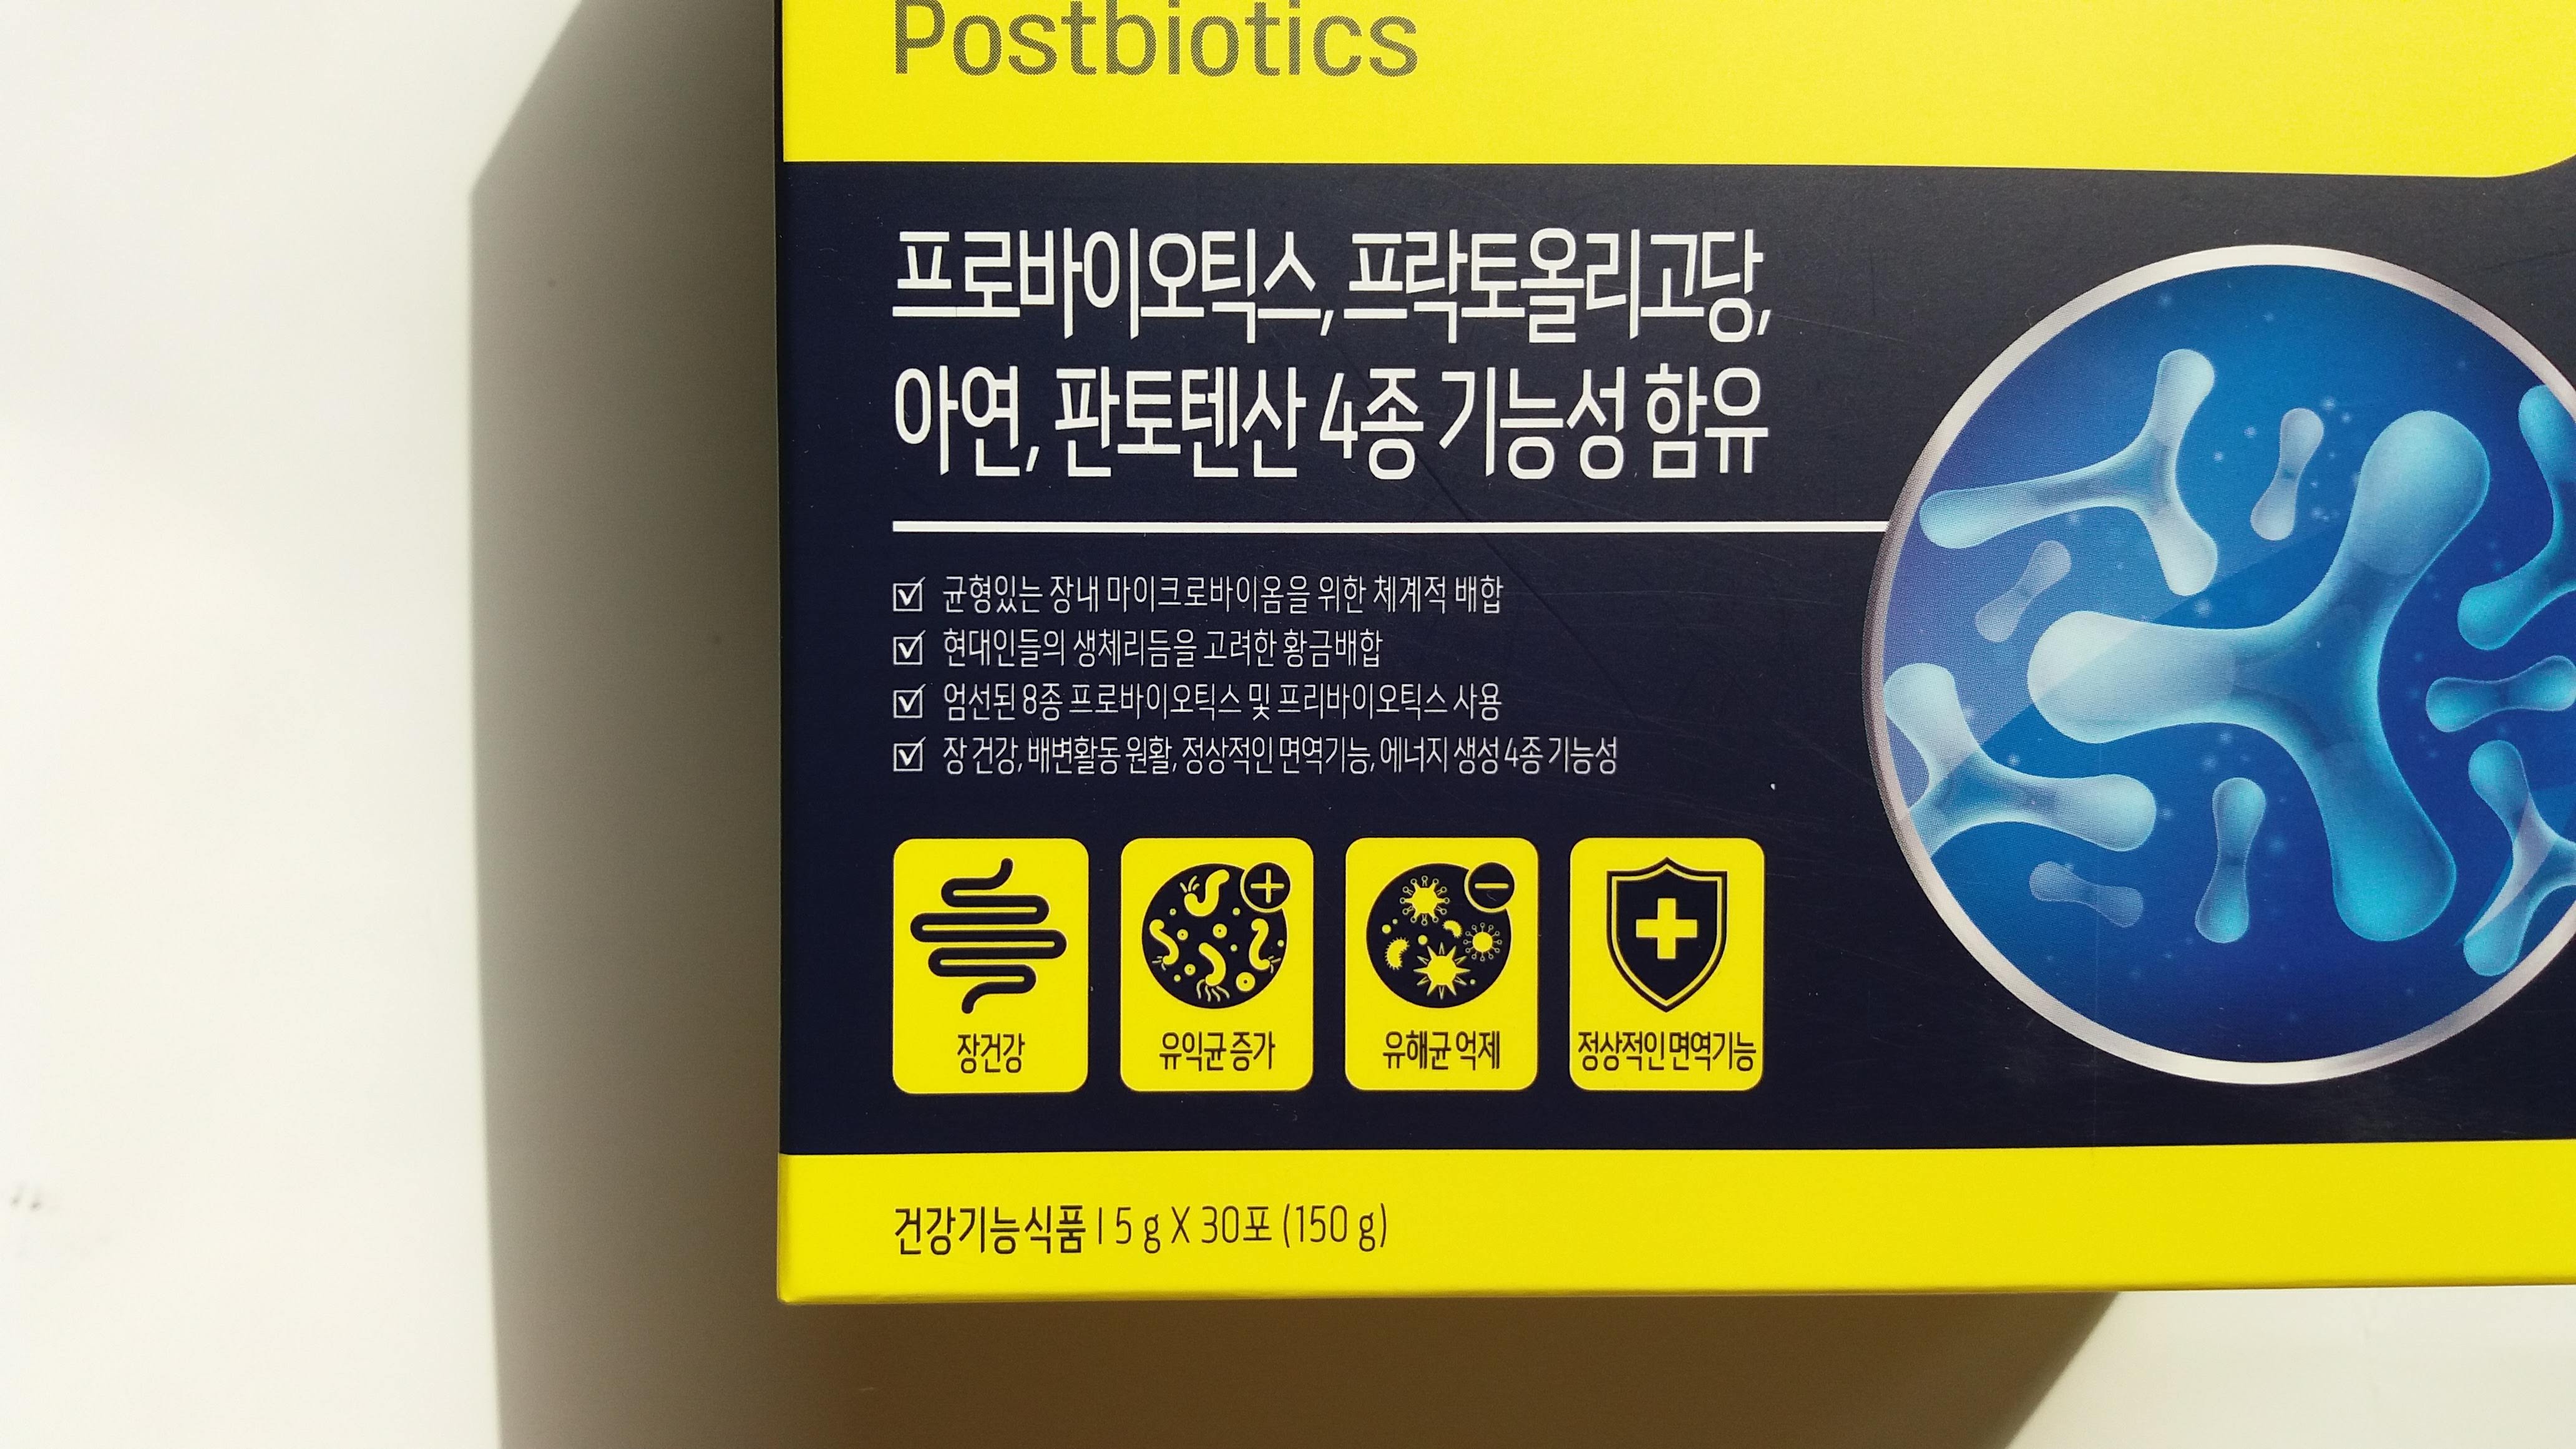 Postbiotics
프로바이오틱스, 프락토올리고당,
아연, 판토텐산 4종 기능성 함유
균형있는 장내 마이크로바이옴을 위한 체계적 배합
현대인들의 생체리듬을 고려한 황금배합
엄선된 8종 프로바이오틱스 및 프리바이오틱스 사용
장 건강, 배변활동 원활, 정상적인 면역기능, 에너지 생성 4종 기능성
장건강
유익균 증가
유해균 억제
정상적인 면역기능
건강기능식품 | 5 g X 30포 (150 g)